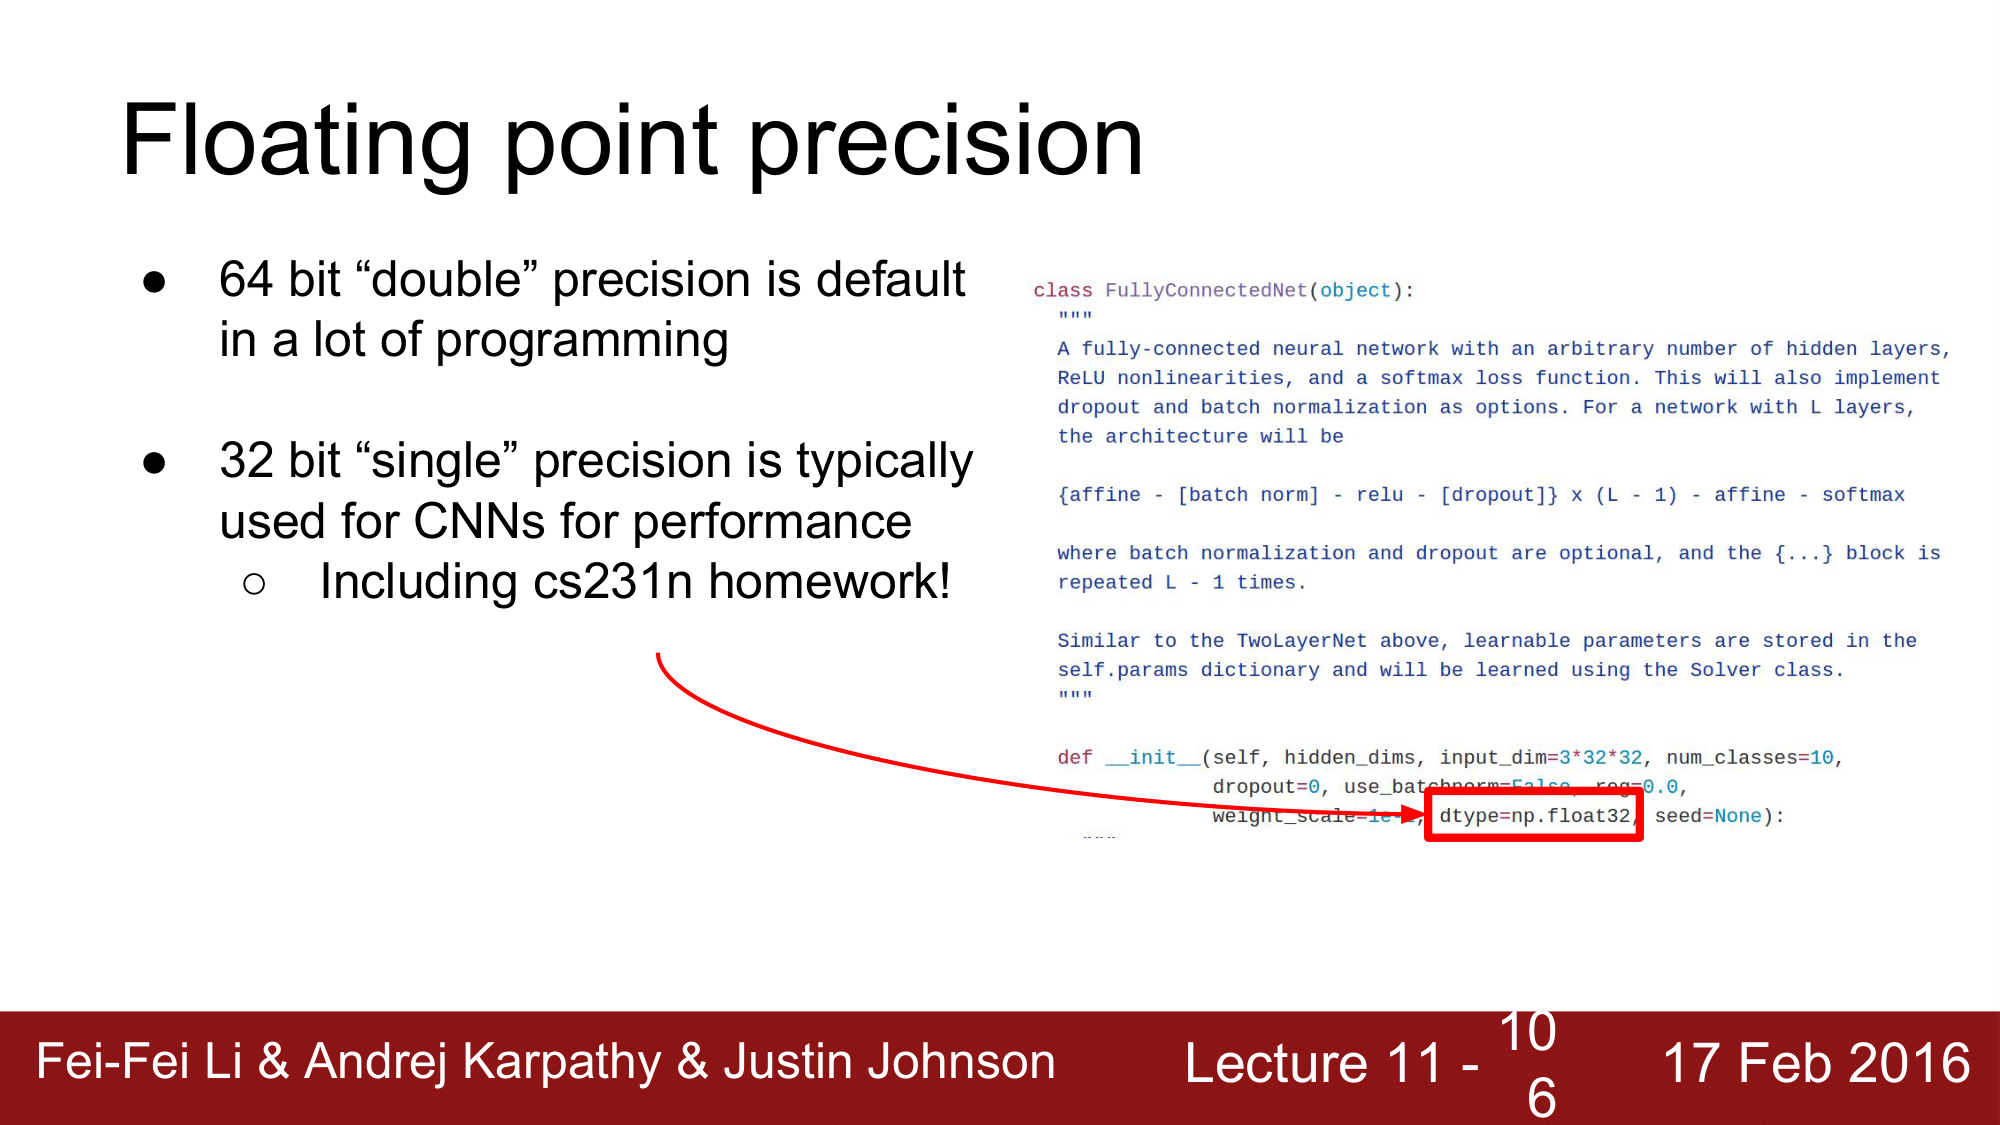 Floating point precision
● 64 bit “double” precision is default
in a lot of programming
● 32 bit “single” precision is typically
used for CNNs for performance
○ Including cs231n homework!
class FullyConnectedNet(object):
"""
A fully-connected neural network with an arbitrary number of hidden layers,
ReLU nonlinearities, and a softmax loss function. This will also implement
dropout and batch normalization as options. For a network with L layers,
the architecture will be
{affine - [batch norm] - relu - [dropout]} x (L - 1) - affine - softmax
where batch normalization and dropout are optional, and the {...} block is
repeated L - 1 times.
Similar to the TwoLayerNet above, learnable parameters are stored in the
self.params dictionary and will be learned using the Solver class.
"""
def __init__(self, hidden_dims, input_dim=3*32*32, num_classes=10,
dropout=0, use_batchnorm=False, reg=0.0,
weight_scale= dtype=np.float32, seed=None):
Fei-Fei Li & Andrej Karpathy & Justin Johnson
Lecture 11 -
10
6
17 Feb 2016